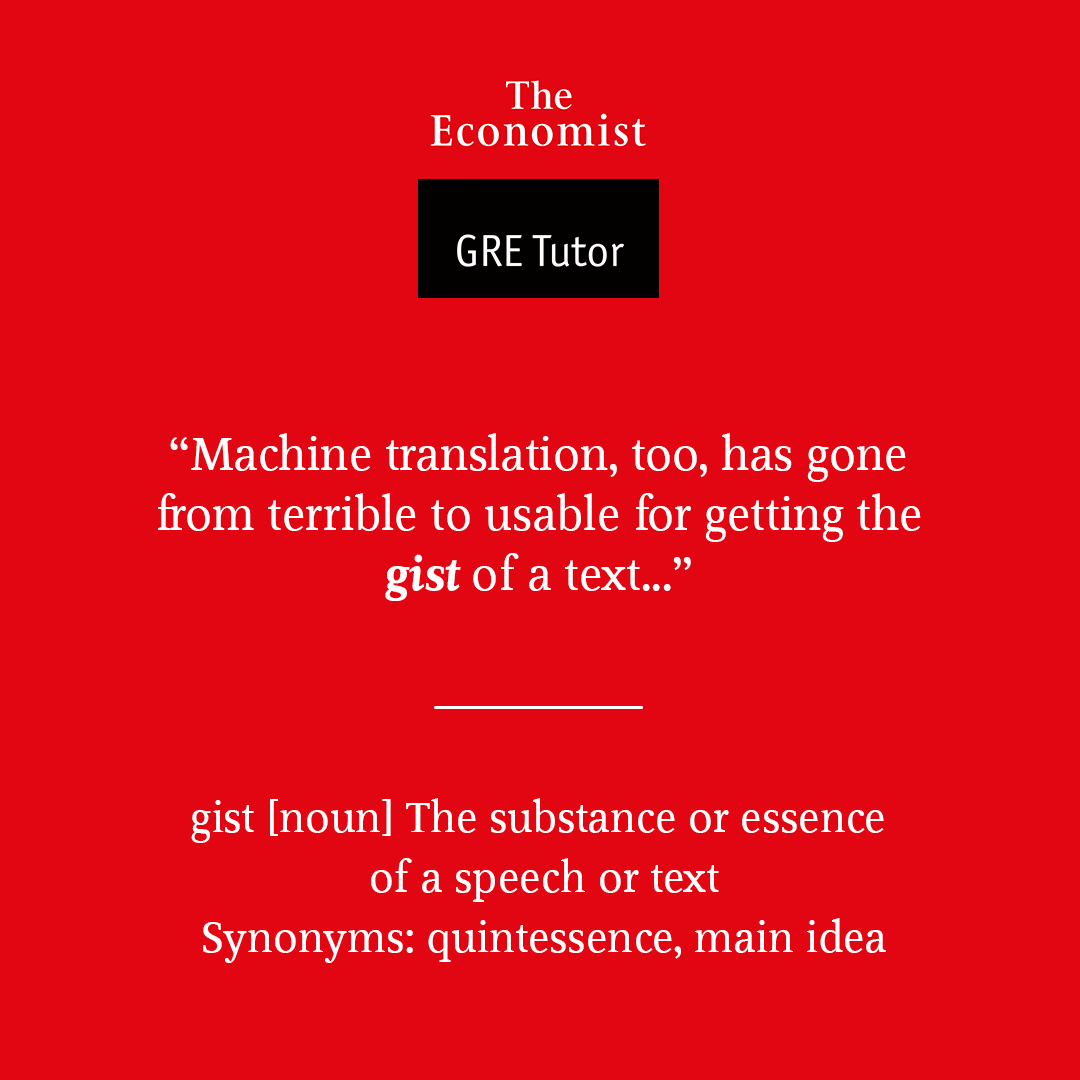 The
Economist
GRE Tutor
“Machine translation, too, has gone
from terrible to usable for getting the
gist of a text...”
gist [noun] The substance or essence
of a speech or text
Synonyms: quintessence, main idea